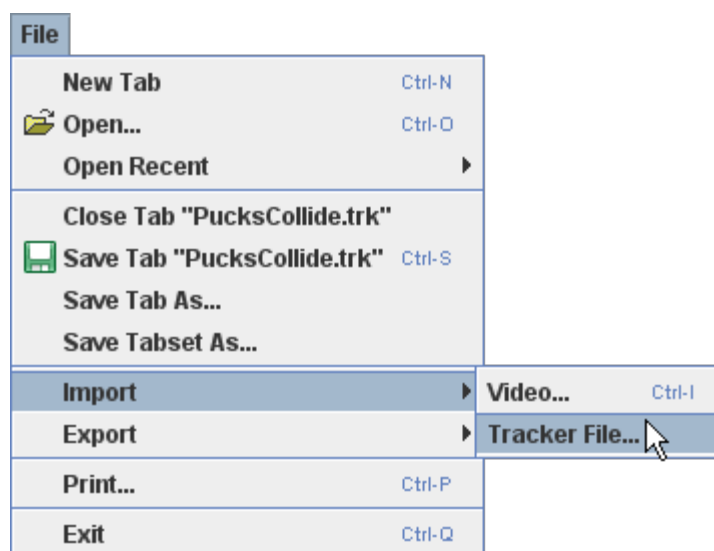 File
New Tab Ctrl-N
Open... Ctrl-O
Open Recent
Close Tab "PucksCollide.trk"
Save Tab "PucksCollide.trk" Ctrl-S
Save Tab As...
Save Tabset As...
Import
Video... Ctrl-I
Export
Tracker File...
Print... Ctrl-P
Exit Ctrl-Q